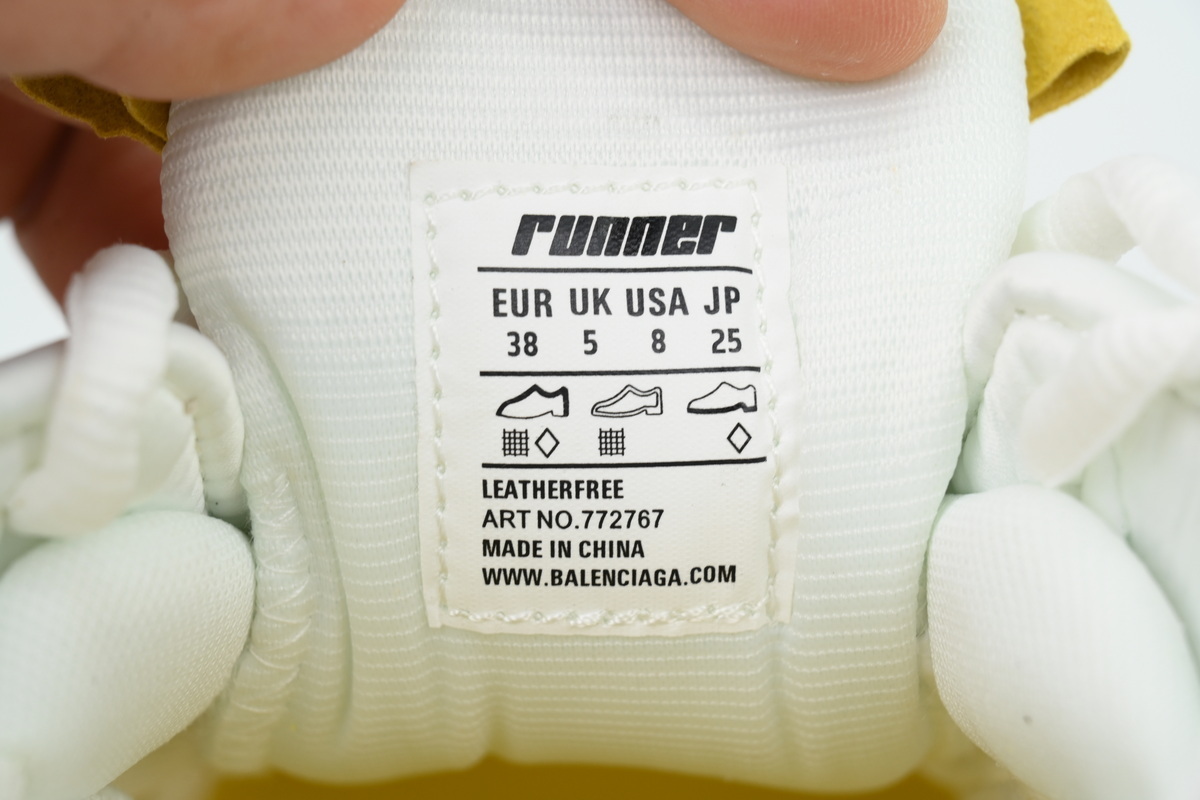 runner
EUR UK USA JP
38 5 8 25
LEATHERFREE
ART NO.772767
MADE IN CHINA
WWW.BALENCIAGA.COM